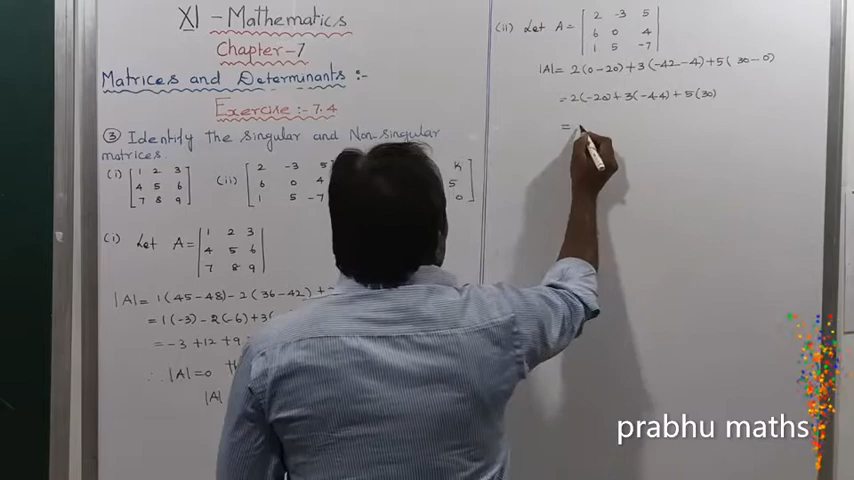 XI - Mathematics
Chapter-7
Matrices and Determinants :-
Exercise :- 7.4
③ Identify the singular and Non-singular
matrices.
(i) [1 2 3
4 5 6
7 8 9]
(ii) [2 -3 5
6 0 4
1 5 -7]
5
0]
(i) Let A = |1 2 3
4 5 6
7 8 9|
|A| = 1(45-48) -2(36-42) +
= 1(-3) -2(-6) +3(
= -3 +12 +9
∴ |A| = 0
|A|
(ii) Let A = [2 -3 5
6 0 4
1 5 -7]
|A| = 2(0-20) +3(-42-4) +5(30-0)
= 2(-20) + 3(-44) + 5(30)
=
prabhu maths